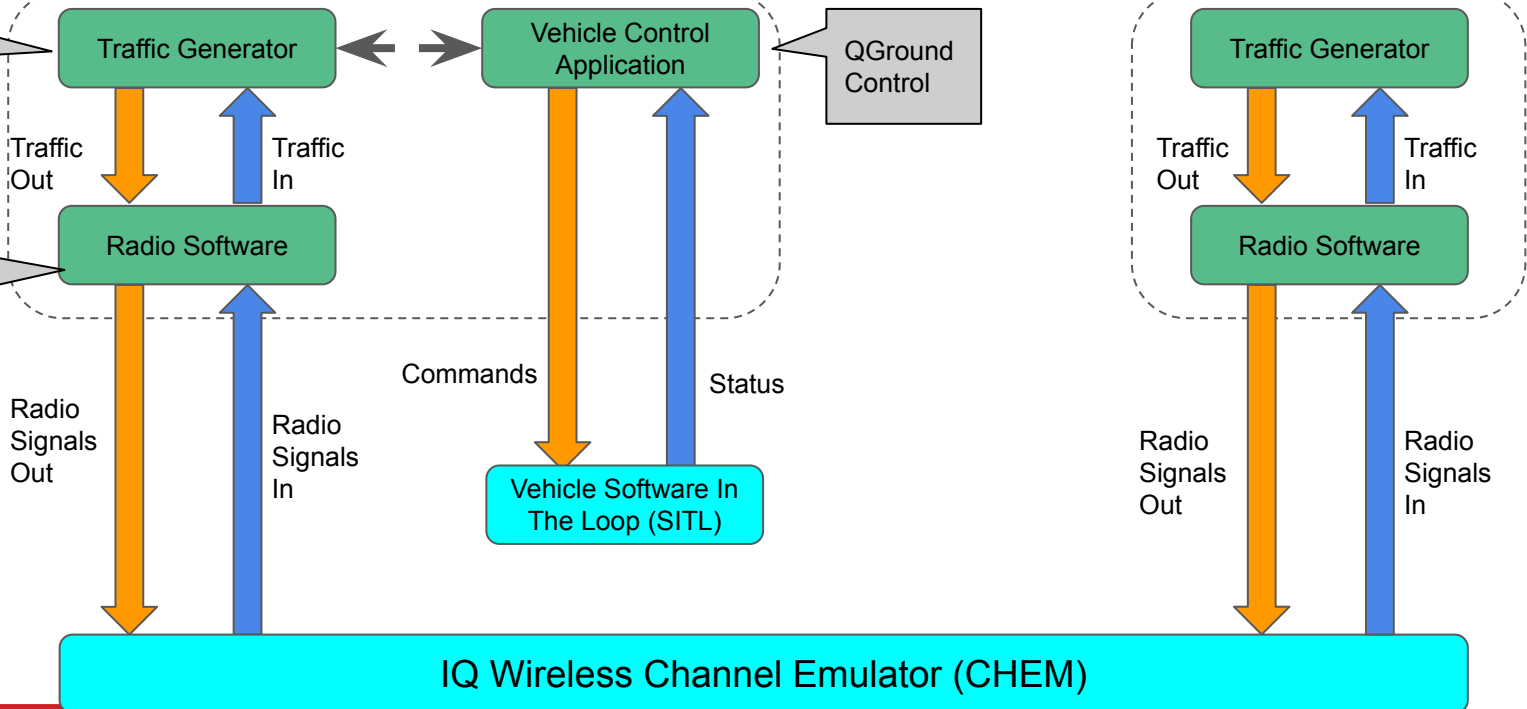 Traffic Generator
Vehicle Control
Application
QGround
Control
Traffic Generator
Traffic
Out
Traffic
In
Traffic
Out
Traffic
In
Radio Software
Radio Software
Commands
Status
Radio
Signals
Out
Radio
Signals
In
Radio
Signals
Out
Radio
Signals
In
Vehicle Software In
The Loop (SITL)
IQ Wireless Channel Emulator (CHEM)